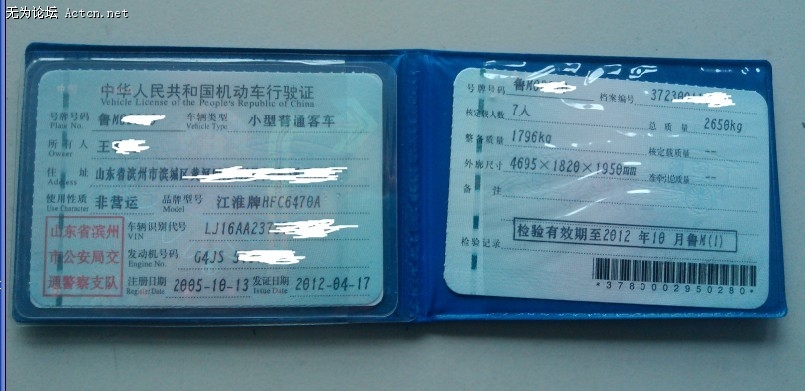 无为论坛 Actcn.net
中华人民共和国机动车行驶证
Vehicle License of the People's Republic of China
号牌号码 鲁M 车辆类型 小型普通客车
Plate No. Vehicle Type
所有人 王
Owner
住址 山东省滨州市滨城区
Address
使用性质 非营运 品牌型号 江淮牌HFC6470A
Use Character Model
山东省滨州
市公安局交
通警察支队
车辆识别代号 LJ16AA237
VIN
发动机号码 G4JS 5
Engine No.
注册日期 2005-10-13 发证日期 2012-04-17
Register Date Issue Date
号牌号码 鲁M 档案编号 37230
核定载人数 7人 总质量 2650kg
整备质量 1796kg 核定载质量 --
外廓尺寸 4695×1820×1950mm 准牵引总质量 --
备注
检验记录 检验有效期至2012 年10 月鲁M(1)
*3780002950280*